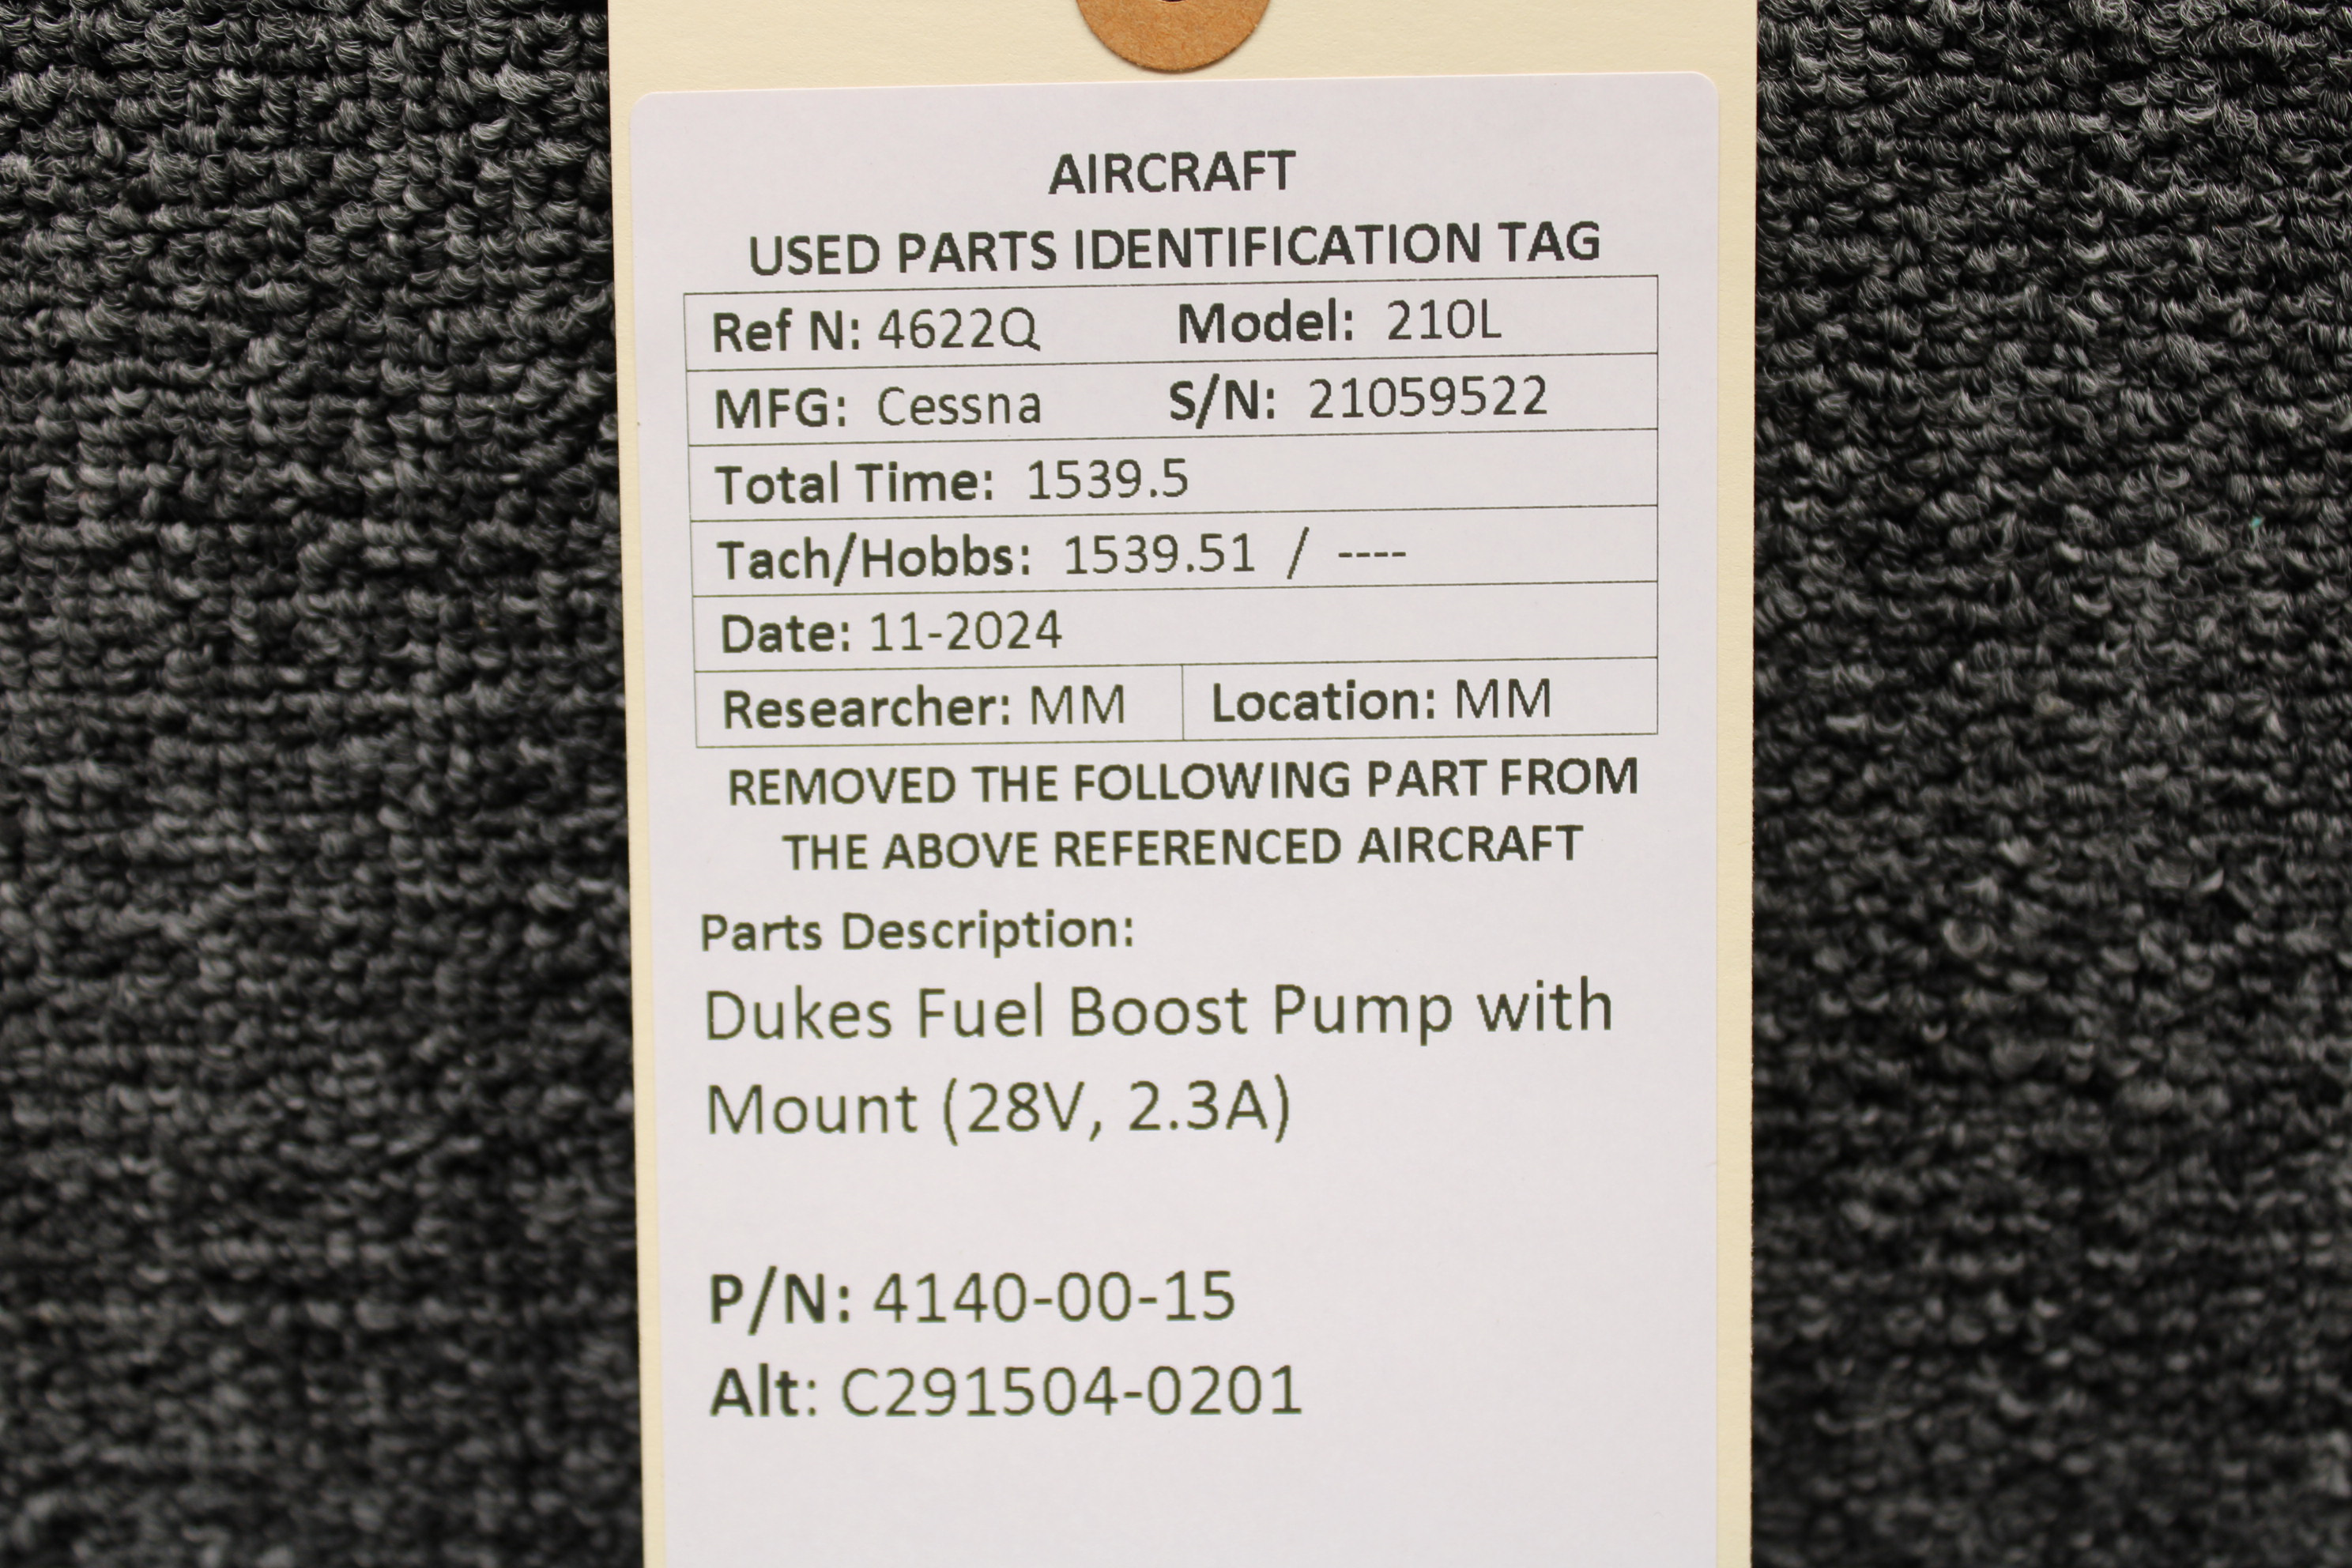 AIRCRAFT
USED PARTS IDENTIFICATION TAG
Ref N: 4622Q Model: 210L
MFG: Cessna S/N: 21059522
Total Time: 1539.5
Tach/Hobbs: 1539.51 / ----
Date: 11-2024
Researcher: MM Location: MM
REMOVED THE FOLLOWING PART FROM
THE ABOVE REFERENCED AIRCRAFT
Parts Description:
Dukes Fuel Boost Pump with
Mount (28V, 2.3A)
P/N: 4140-00-15
Alt: C291504-0201